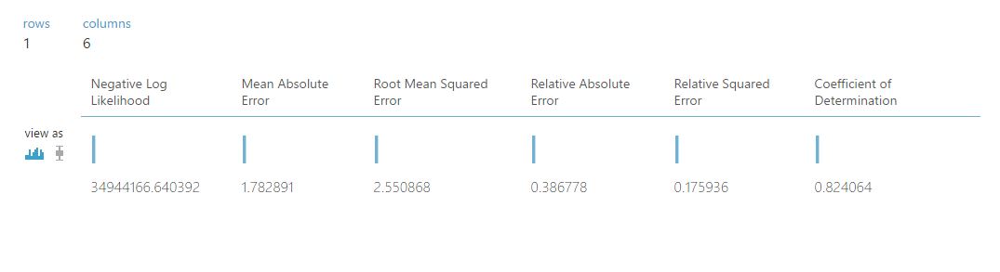 rows columns
1 6
Negative Log Mean Absolute Root Mean Squared Relative Absolute Relative Squared Coefficient of
Likelihood Error Error Error Error Determination
view as
34944166.640392 1.782891 2.550868 0.386778 0.175936 0.824064